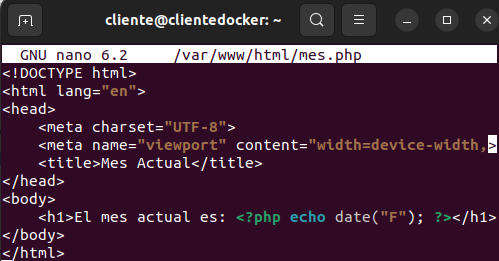 cliente@clientedocker: ~
GNU nano 6.2 /var/www/html/mes.php
<!DOCTYPE html>
<html lang="en">
<head>
    <meta charset="UTF-8">
    <meta name="viewport" content="width=device-width,>
    <title>Mes Actual</title>
</head>
<body>
    <h1>El mes actual es: <?php echo date("F"); ?></h1>
</body>
</html>